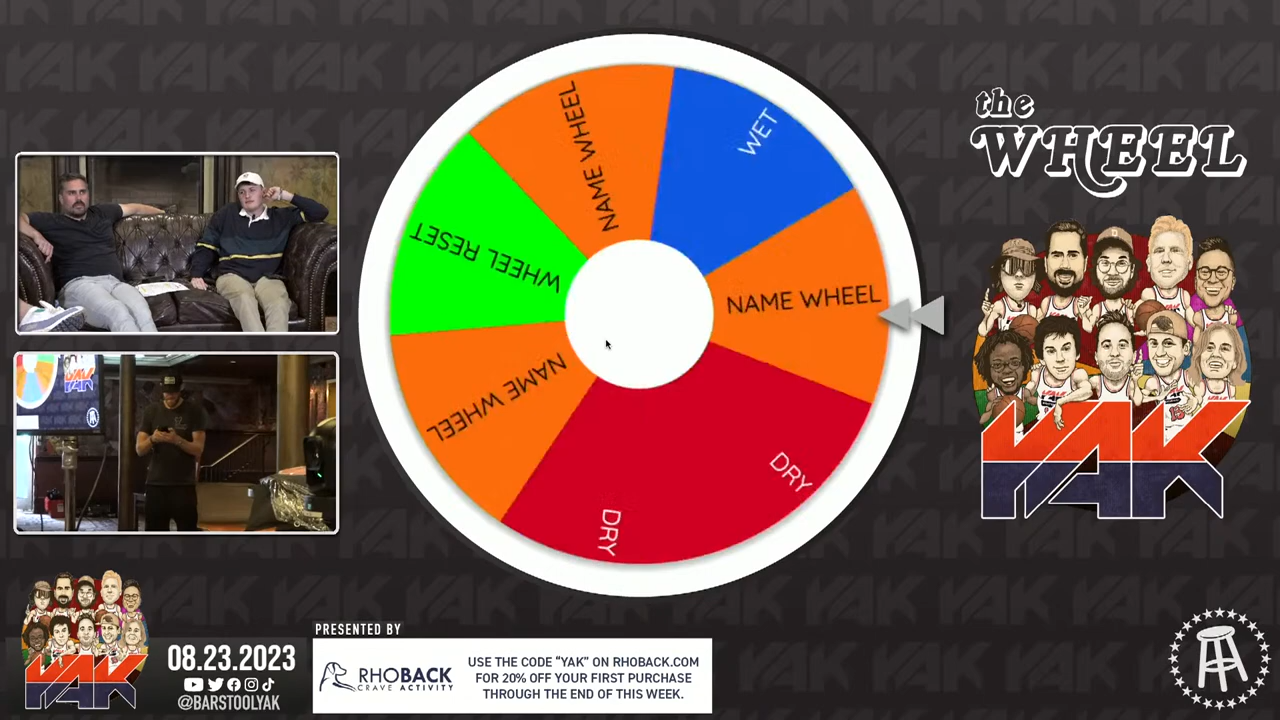 the
WHEEL
NAME WHEEL
WET
NAME WHEEL
DRY
DRY
NAME WHEEL
WHEEL RESET
YAK
YAK
08.23.2023
@BARSTOOLYAK
PRESENTED BY
RHOBACK
CRAVE ACTIVITY
USE THE CODE “YAK” ON RHOBACK.COM
FOR 20% OFF YOUR FIRST PURCHASE
THROUGH THE END OF THIS WEEK.